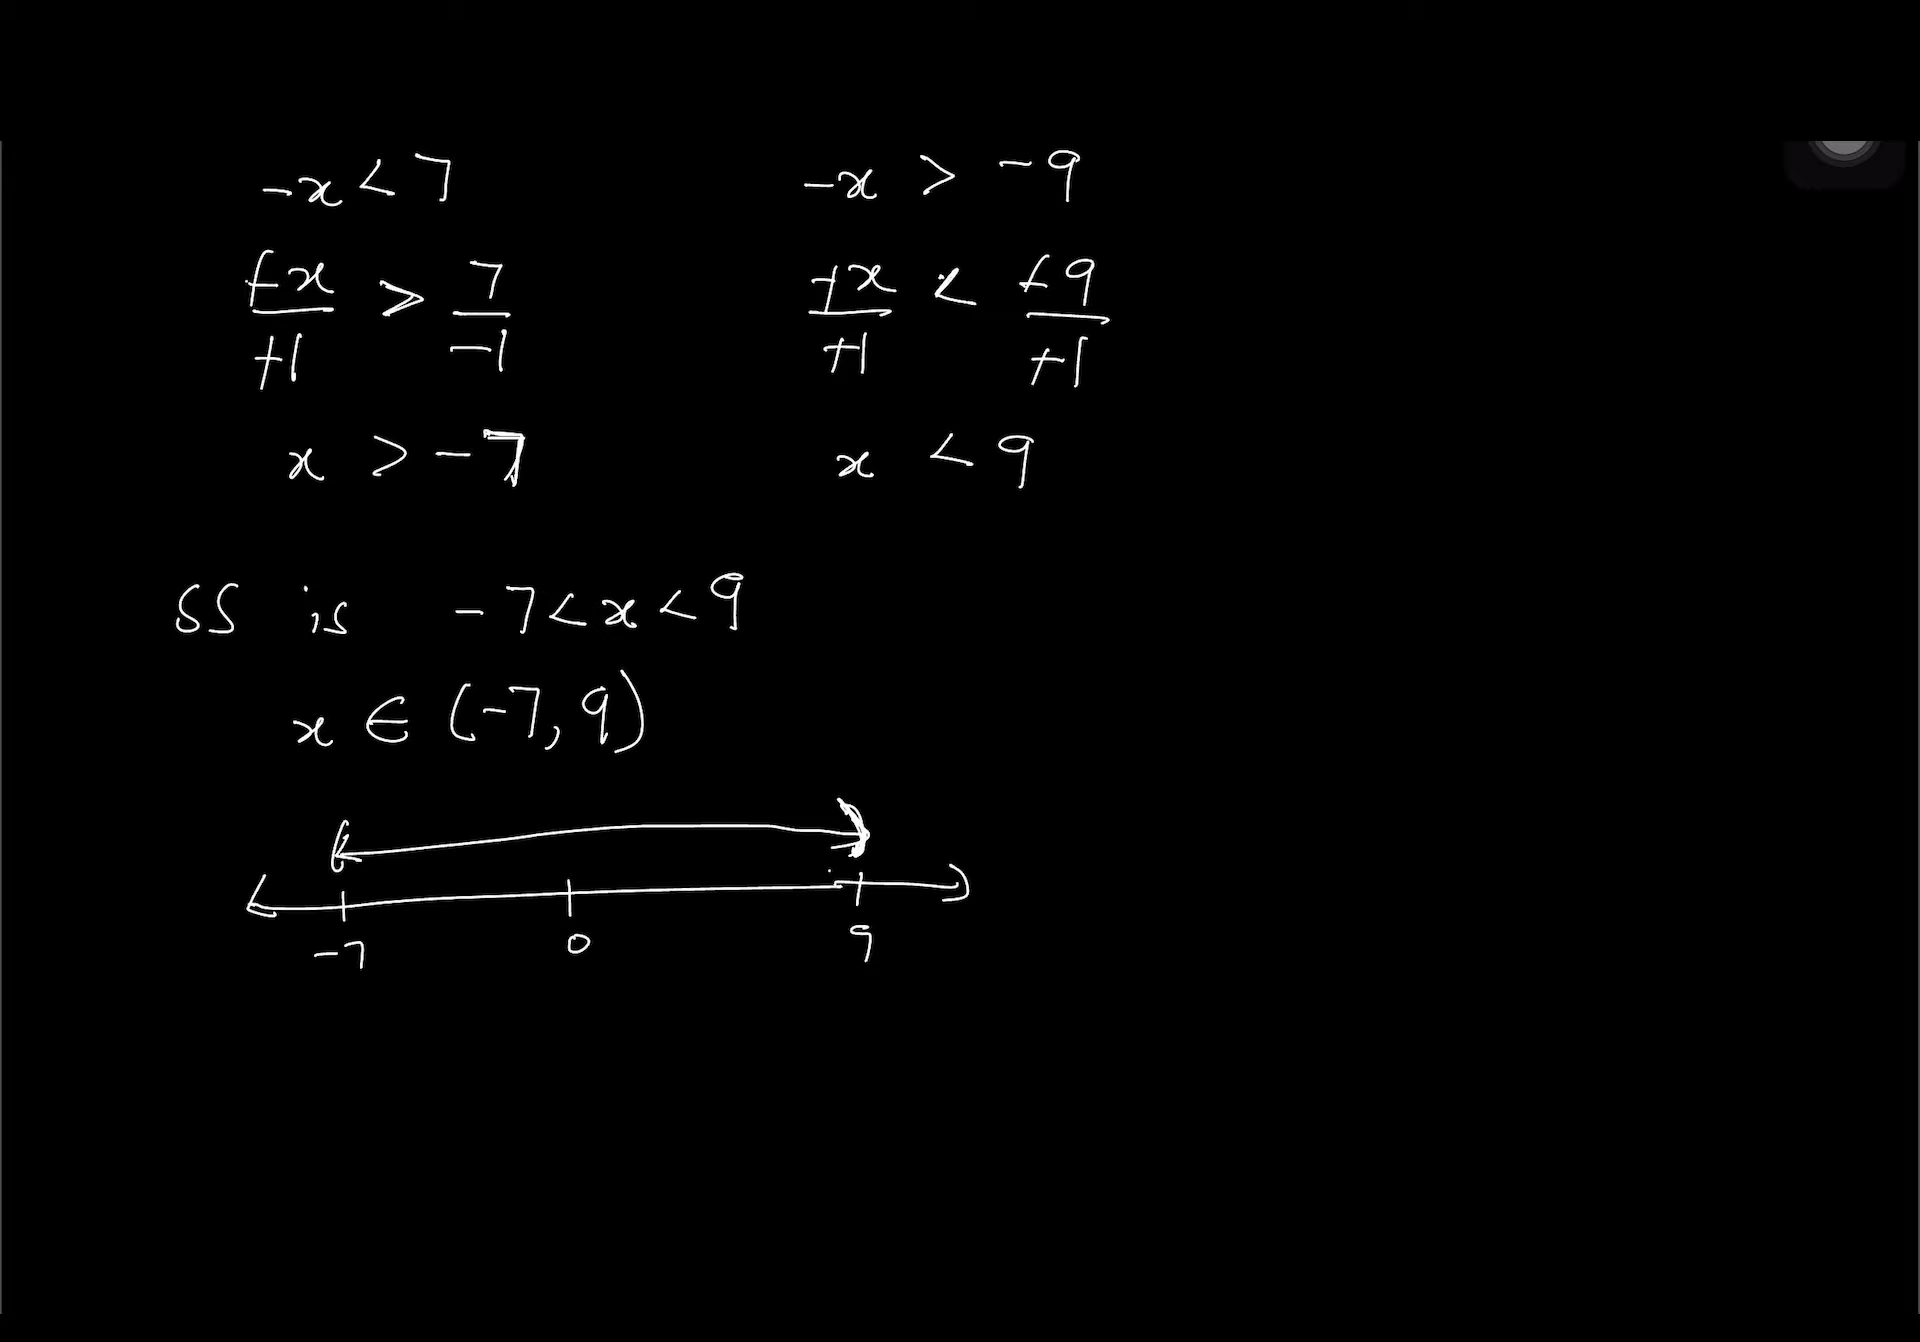 -x < 7    -x > -9
+x/+1 > 7/-1    +x/+1 < +9/+1
x > -7    x < 9
SS is -7 < x < 9
x ∈ (-7, 9)
-7    0    9